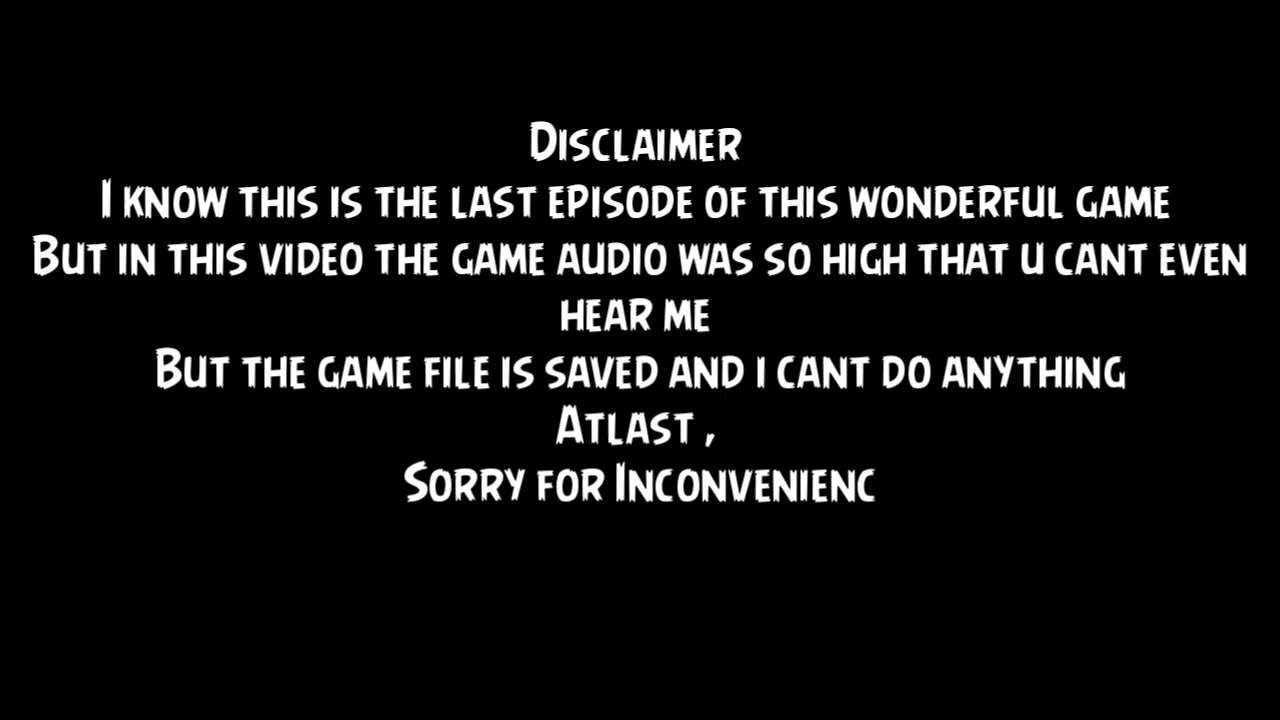 Disclaimer
I know this is the last episode of this wonderful game
But in this video the game audio was so high that u cant even
hear me
But the game file is saved and i cant do anything
Atlast ,
Sorry for Inconvenienc